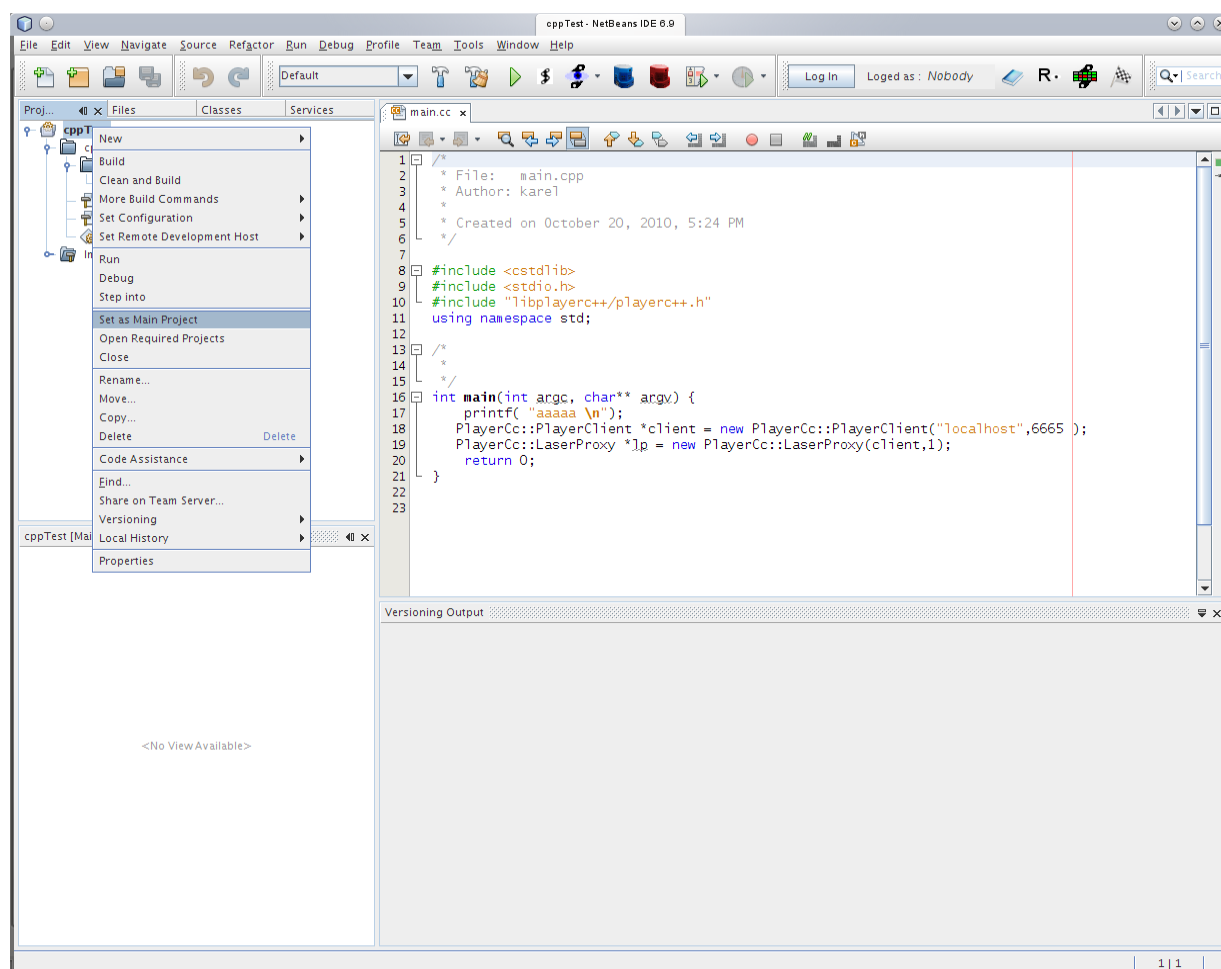 cppTest - NetBeans IDE 6.9
File Edit View Navigate Source Refactor Run Debug Profile Team Tools Window Help
Default
Log In
Loged as : Nobody
R
Search
Proj...
Files
Classes
Services
main.cc
cppT
New
Build
Clean and Build
More Build Commands
Set Configuration
Set Remote Development Host
Run
Debug
Step into
Set as Main Project
Open Required Projects
Close
Rename...
Move...
Copy...
Delete Delete
Code Assistance
Find...
Share on Team Server...
Versioning
Local History
Properties
1 /*
2 * File: main.cpp
3 * Author: karel
4 *
5 * Created on October 20, 2010, 5:24 PM
6 */
7
8 #include <cstdlib>
9 #include <stdio.h>
10 #include "libplayerc++/playerc++.h"
11 using namespace std;
12
13 /*
14 *
15 */
16 int main(int argc, char** argv) {
17 printf( "aaaaa \n");
18 PlayerCc::PlayerClient *client = new PlayerCc::PlayerClient("localhost",6665 );
19 PlayerCc::LaserProxy *lp = new PlayerCc::LaserProxy(client,1);
20 return 0;
21 }
22
23
cppTest [Mai
<No View Available>
Versioning Output
1|1